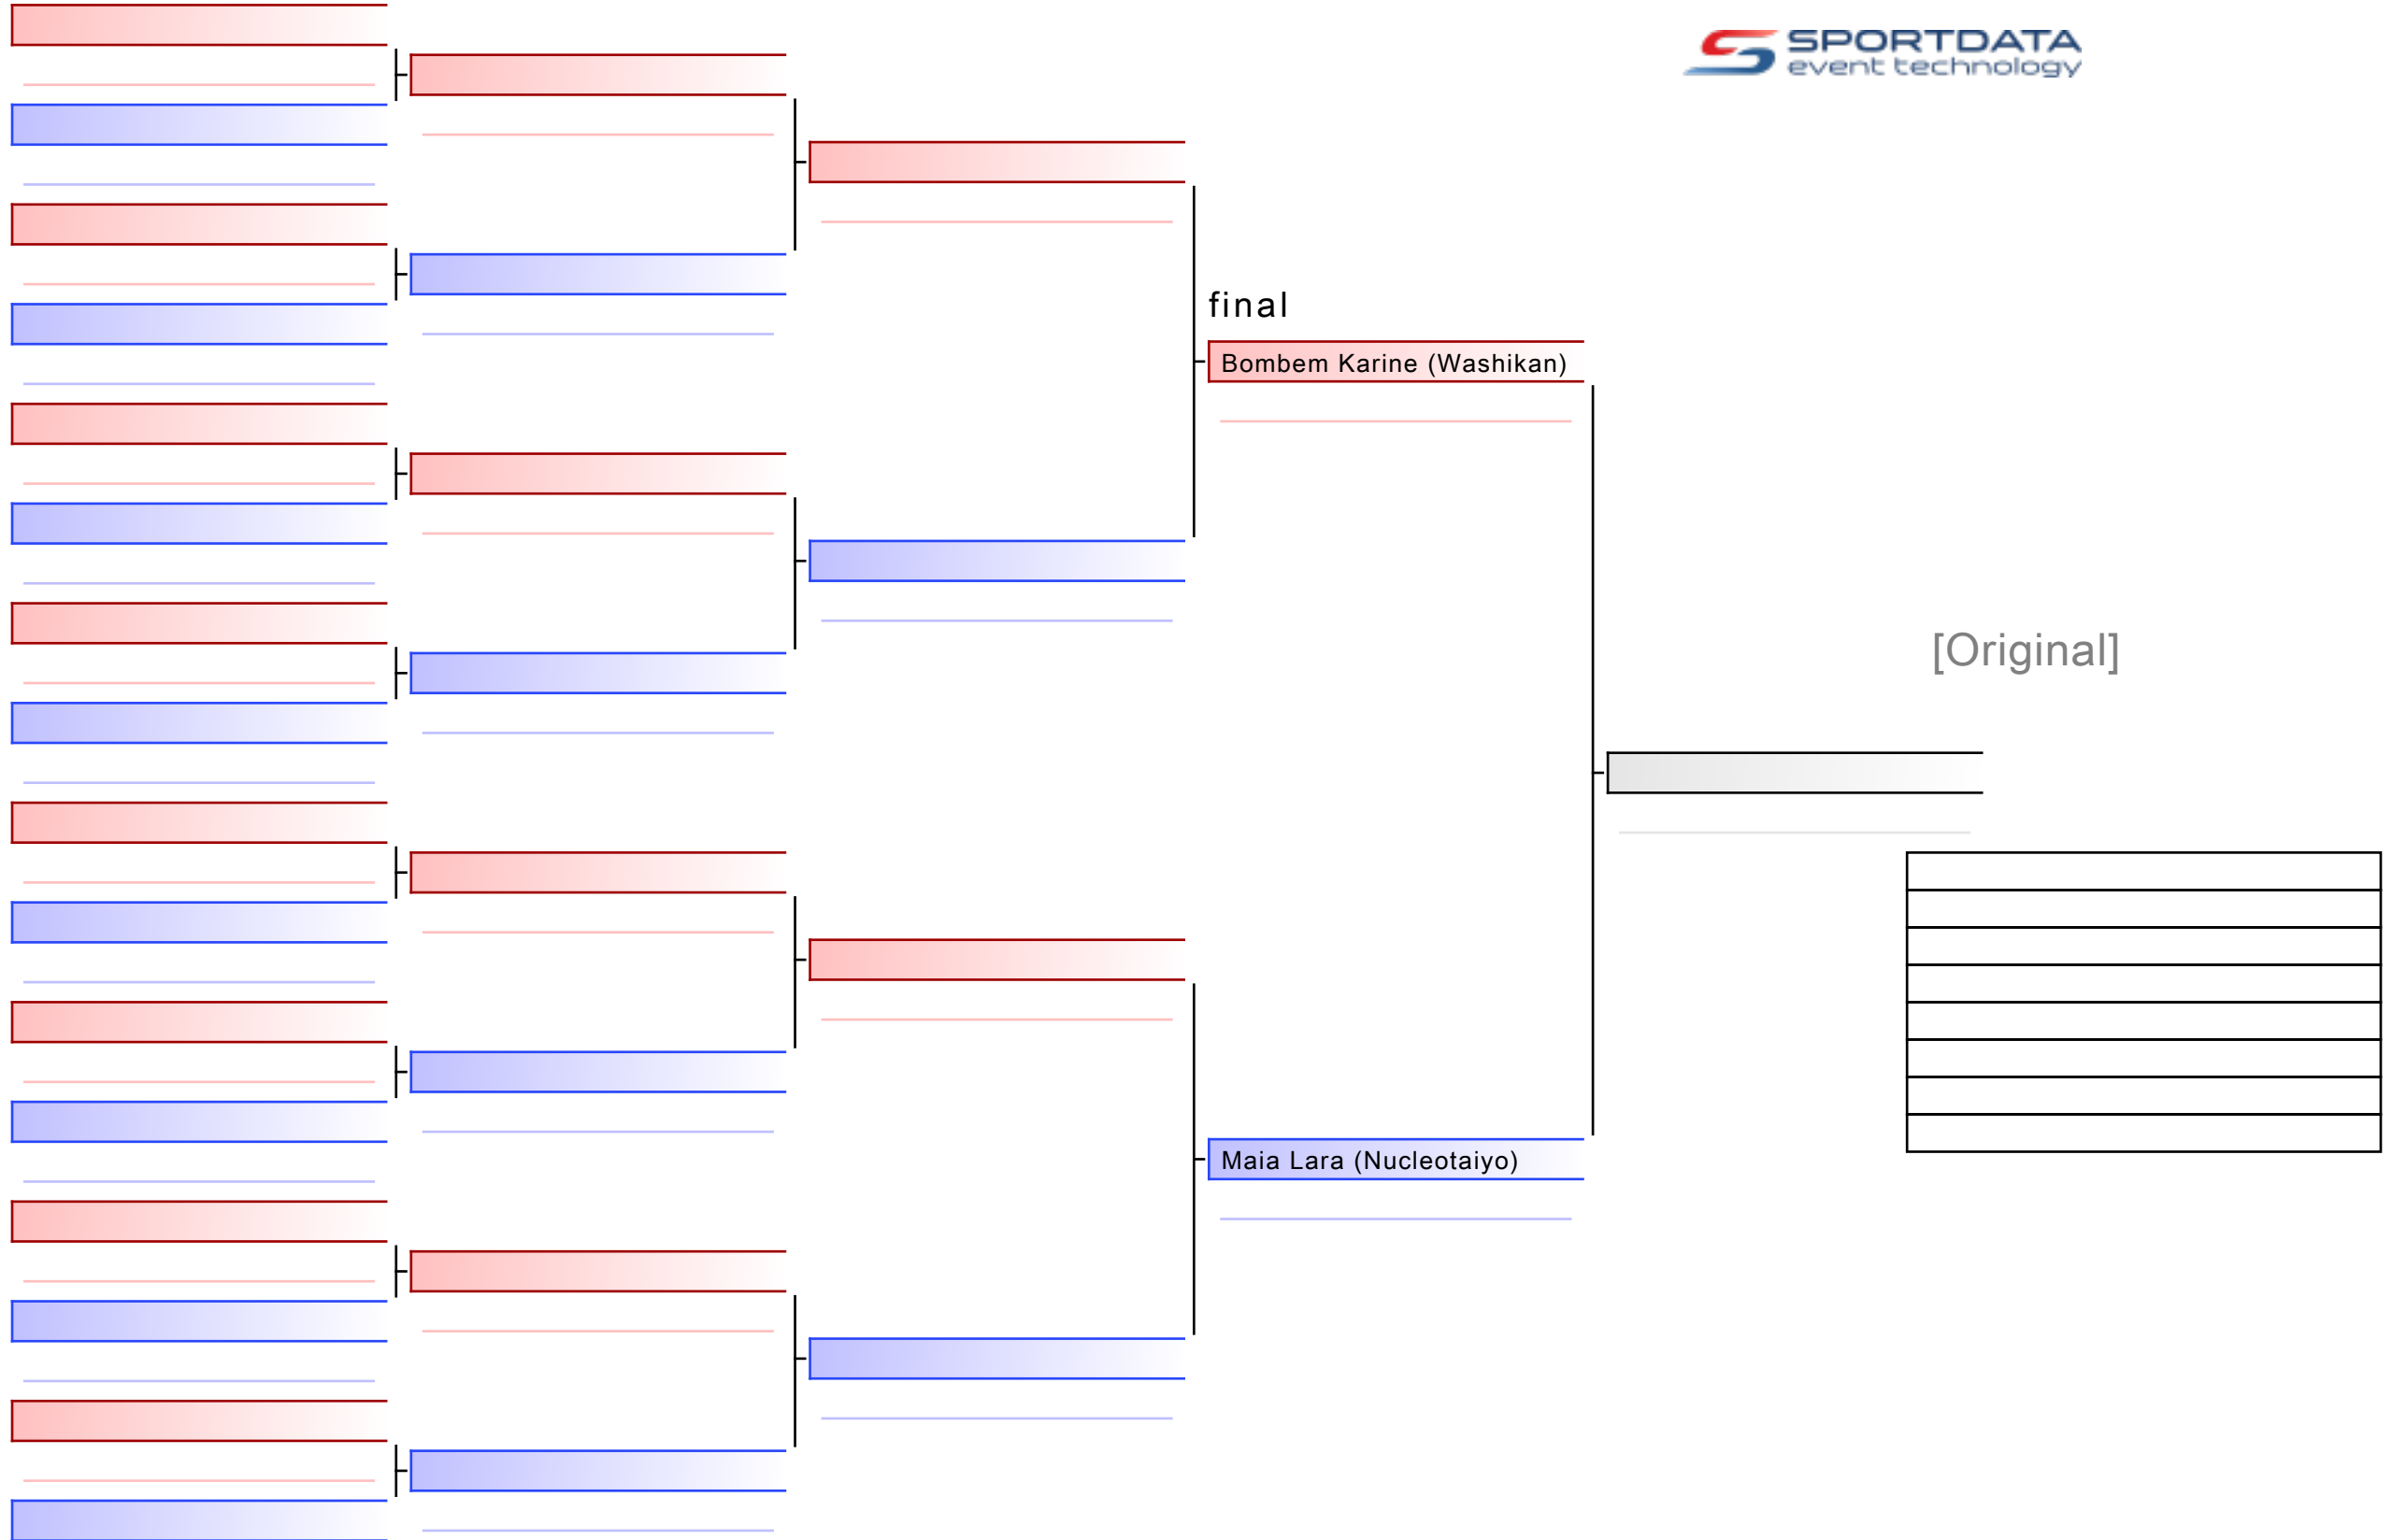 SPORTDATA
event technology
final
Bombem Karine (Washikan)
[Original]
Maia Lara (Nucleotaiyo)